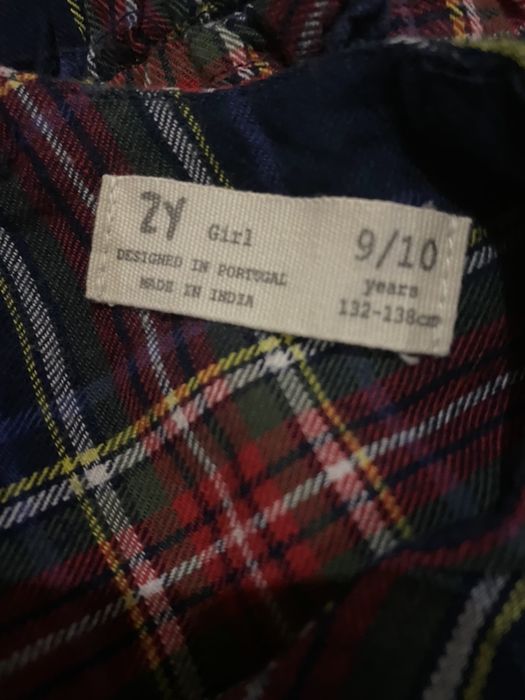 ZY Girl
DESIGNED IN PORTUGAL
MADE IN INDIA
9/10
years
132-138cm